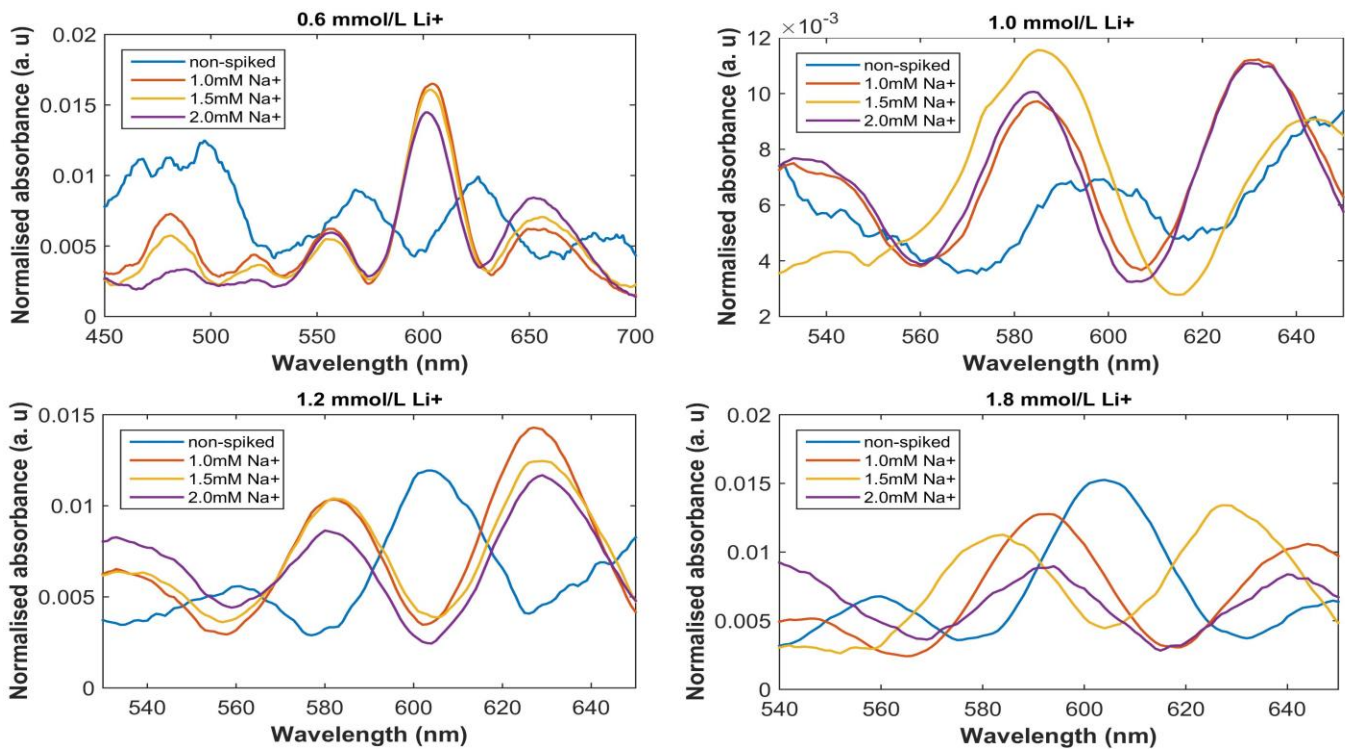 0.6 mmol/L Li+
Normalised absorbance (a. u)
0.02
0.015
0.01
0.005
0
non-spiked
1.0mM Na+
1.5mM Na+
2.0mM Na+
450 500 550 600 650 700
Wavelength (nm)
1.0 mmol/L Li+
× 10⁻³
Normalised absorbance (a. u)
12
10
8
6
4
2
non-spiked
1.0mM Na+
1.5mM Na+
2.0mM Na+
540 560 580 600 620 640
Wavelength (nm)
1.2 mmol/L Li+
Normalised absorbance (a. u)
0.015
0.01
0.005
0
non-spiked
1.0mM Na+
1.5mM Na+
2.0mM Na+
540 560 580 600 620 640
Wavelength (nm)
1.8 mmol/L Li+
Normalised absorbance (a. u)
0.02
0.015
0.01
0.005
0
non-spiked
1.0mM Na+
1.5mM Na+
2.0mM Na+
540 560 580 600 620 640
Wavelength (nm)